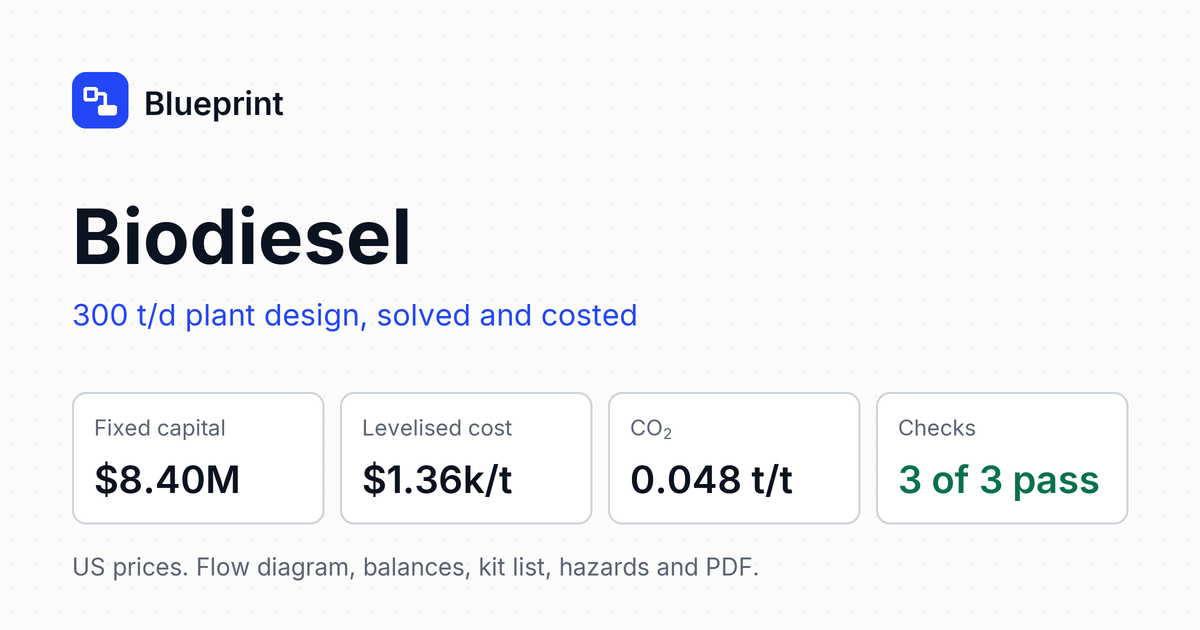 Blueprint
Biodiesel
300 t/d plant design, solved and costed
Fixed capital
$8.40M
Levelised cost
$1.36k/t
CO₂
0.048 t/t
Checks
3 of 3 pass
US prices. Flow diagram, balances, kit list, hazards and PDF.